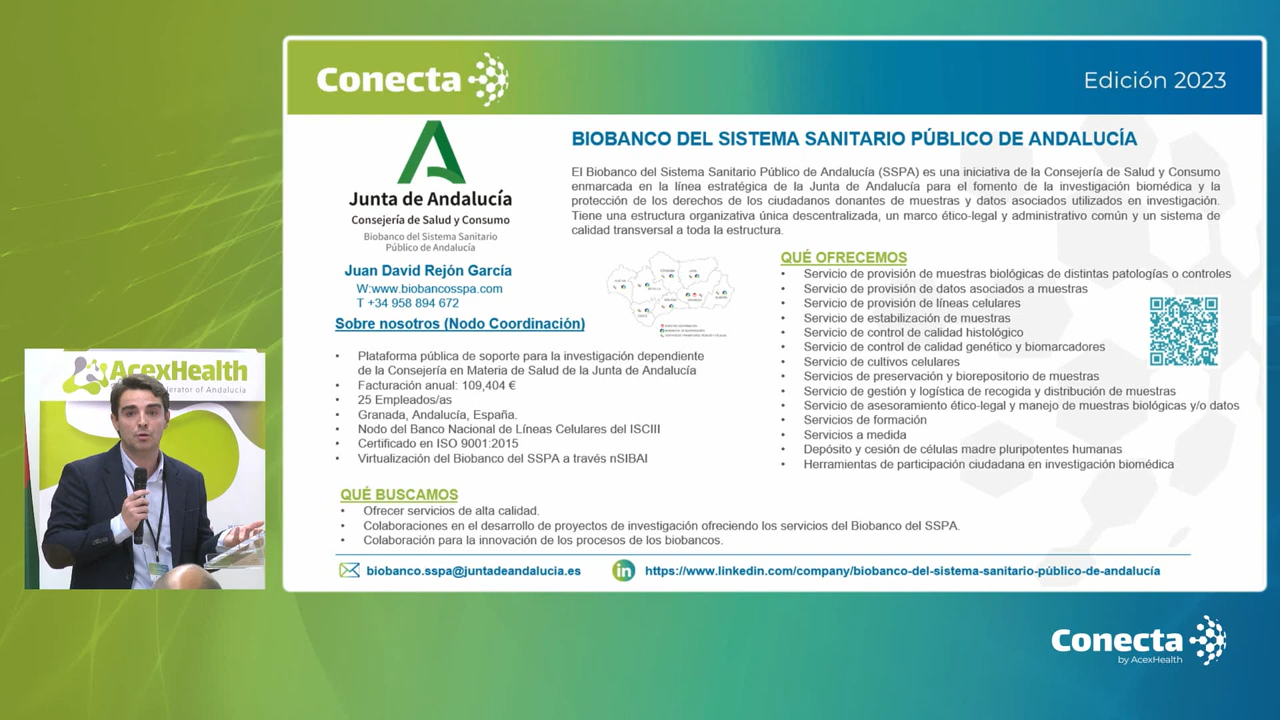 Conecta
Edición 2023
Junta de Andalucía
Consejería de Salud y Consumo
Biobanco del Sistema Sanitario
Público de Andalucía
Juan David Rejón García
W:www.biobancosspa.com
T +34 958 894 672
BIOBANCO DEL SISTEMA SANITARIO PÚBLICO DE ANDALUCÍA
El Biobanco del Sistema Sanitario Público de Andalucía (SSPA) es una iniciativa de la Consejería de Salud y Consumo
enmarcada en la línea estratégica de la Junta de Andalucía para el fomento de la investigación biomédica y la
protección de los derechos de los ciudadanos donantes de muestras y datos asociados utilizados en investigación.
Tiene una estructura organizativa única descentralizada, un marco ético-legal y administrativo común y un sistema de
calidad transversal a toda la estructura.
Sobre nosotros (Nodo Coordinación)
• Plataforma pública de soporte para la investigación dependiente
de la Consejería en Materia de Salud de la Junta de Andalucía
• Facturación anual: 109,404 €
• 25 Empleados/as
• Granada, Andalucía, España.
• Nodo del Banco Nacional de Líneas Celulares del ISCIII
• Certificado en ISO 9001:2015
• Virtualización del Biobanco del SSPA a través nSIBAI
QUÉ OFRECEMOS
• Servicio de provisión de muestras biológicas de distintas patologías o controles
• Servicio de provisión de datos asociados a muestras
• Servicio de provisión de líneas celulares
• Servicio de estabilización de muestras
• Servicio de control de calidad histológico
• Servicio de control de calidad genético y biomarcadores
• Servicio de cultivos celulares
• Servicios de preservación y biorepositorio de muestras
• Servicio de gestión y logística de recogida y distribución de muestras
• Servicio de asesoramiento ético-legal y manejo de muestras biológicas y/o datos
• Servicios de formación
• Servicios a medida
• Depósito y cesión de células madre pluripotentes humanas
• Herramientas de participación ciudadana en investigación biomédica
QUÉ BUSCAMOS
• Ofrecer servicios de alta calidad.
• Colaboraciones en el desarrollo de proyectos de investigación ofreciendo los servicios del Biobanco del SSPA.
• Colaboración para la innovación de los procesos de los biobancos.
biobanco.sspa@juntadeandalucia.es
in
https://www.linkedin.com/company/biobanco-del-sistema-sanitario-público-de-andalucía
AcexHealth
of Andalucía
Conecta
by AcexHealth